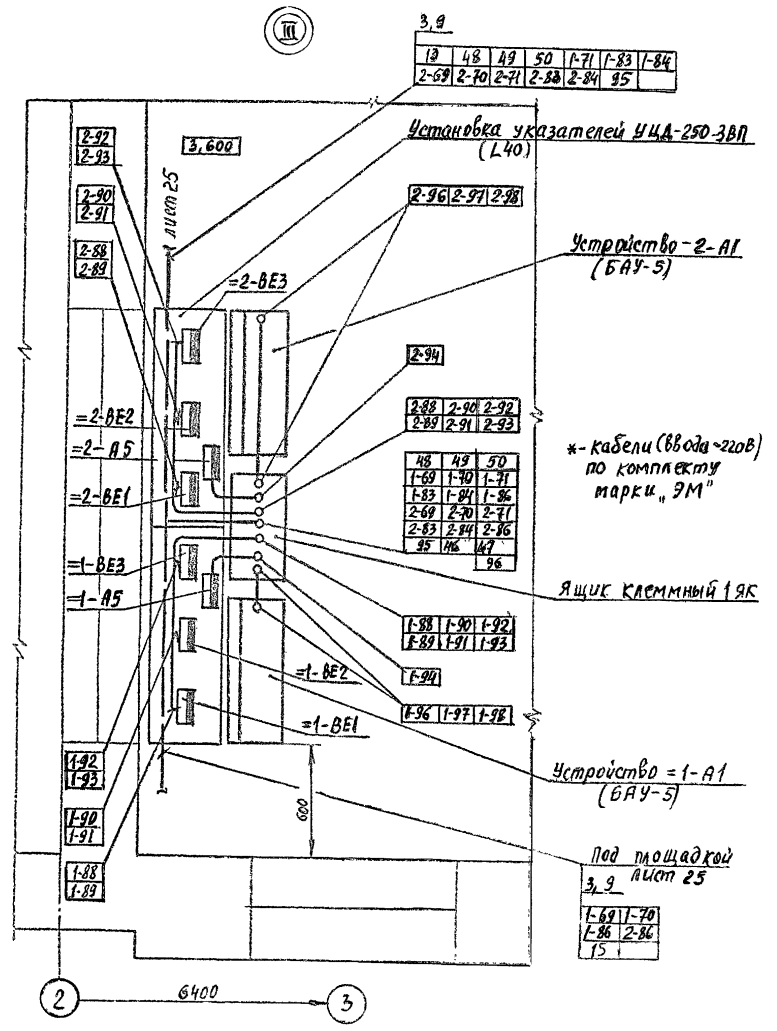 III
3,9
13 48 49 50 1-71 1-83 1-84
2-69 2-70 2-71 2-83 2-84 95
Установка указателей УЦД-250-3ВП
(L40)
2-92
2-93
3,600
лист 25
2-90
2-91
2-96 2-97 2-98
2-88
2-89
Устройство-2-А1
(БАУ-5)
=2-ВЕ3
2-94
2-88 2-90 2-92
2-89 2-91 2-93
=2-ВЕ2
=2-А5
=2-ВЕ1
*-кабели (ввода ~220В)
по комплекту
марки „ЭМ"
48 49 50
1-69 1-70 1-71
1-83 1-84 1-86
2-69 2-70 2-71
2-83 2-84 2-86
95 46 47
96
=1-ВЕ3
=1-А5
Ящик клеммный 1ЯК
1-88 1-90 1-92
1-89 1-91 1-93
1-94
=1-ВЕ2
1-96 1-97 1-98
=1-ВЕ1
1-92
1-93
Устройство =1-А1
(БАУ-5)
600
1-90
1-91
1-88
1-89
Под площадкой
лист 25
3,9
1-69 1-70
1-86 2-86
15
2
6400
3